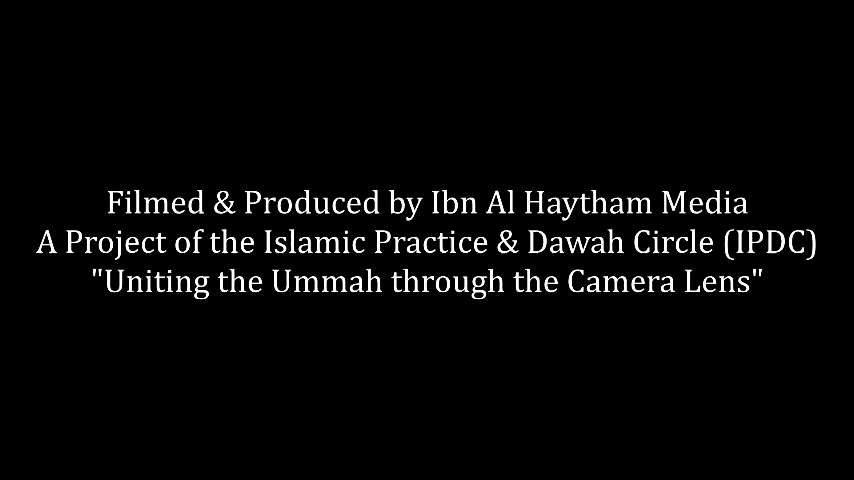 Filmed & Produced by Ibn Al Haytham Media
A Project of the Islamic Practice & Dawah Circle (IPDC)
"Uniting the Ummah through the Camera Lens"